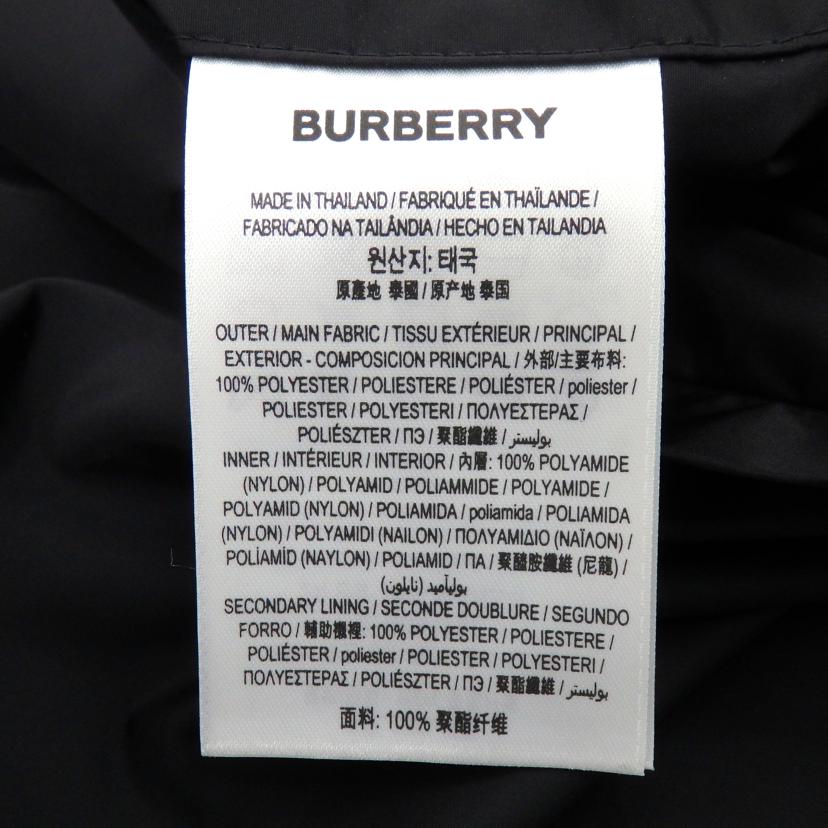 BURBERRY
MADE IN THAILAND / FABRIQUÉ EN THAÏLANDE /
FABRICADO NA TAILÂNDIA / HECHO EN TAILANDIA
원산지: 태국
原產地 泰國 / 原产地 泰国
OUTER / MAIN FABRIC / TISSU EXTÉRIEUR / PRINCIPAL /
EXTERIOR - COMPOSICION PRINCIPAL / 外部/主要布料:
100% POLYESTER / POLIESTERE / POLIÉSTER / poliester /
POLIESTER / POLYESTERI / ΠΟΛΥΕΣΤΕΡΑΣ /
POLIÉSZTER / ПЭ / 聚酯纖維 / بوليستر
INNER / INTÉRIEUR / INTERIOR / 內層: 100% POLYAMIDE
(NYLON) / POLYAMID / POLIAMMIDE / POLYAMIDE /
POLYAMID (NYLON) / POLIAMIDA / poliamida / POLIAMIDA
(NYLON) / POLYAMIDI (NAILON) / ΠΟΛΥΑΜΙΔΙΟ (ΝΑΪΛΟΝ) /
POLİAMİD (NAYLON) / POLIAMID / ПА / 聚醯胺纖維 (尼龍) /
بوليآميد (نايلون)
SECONDARY LINING / SECONDE DOUBLURE / SEGUNDO
FORRO / 輔助襯裡: 100% POLYESTER / POLIESTERE /
POLIÉSTER / poliester / POLIESTER / POLYESTERI /
ΠΟΛΥΕΣΤΕΡΑΣ / POLIÉSZTER / ПЭ / 聚酯纖維 / بوليستر
面料: 100% 聚酯纤维